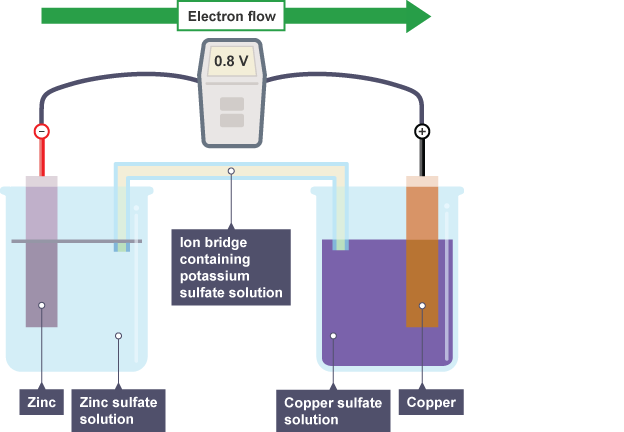 Electron flow
0.8 V
−
+
Ion bridge
containing
potassium
sulfate solution
Zinc
Zinc sulfate
solution
Copper sulfate
solution
Copper